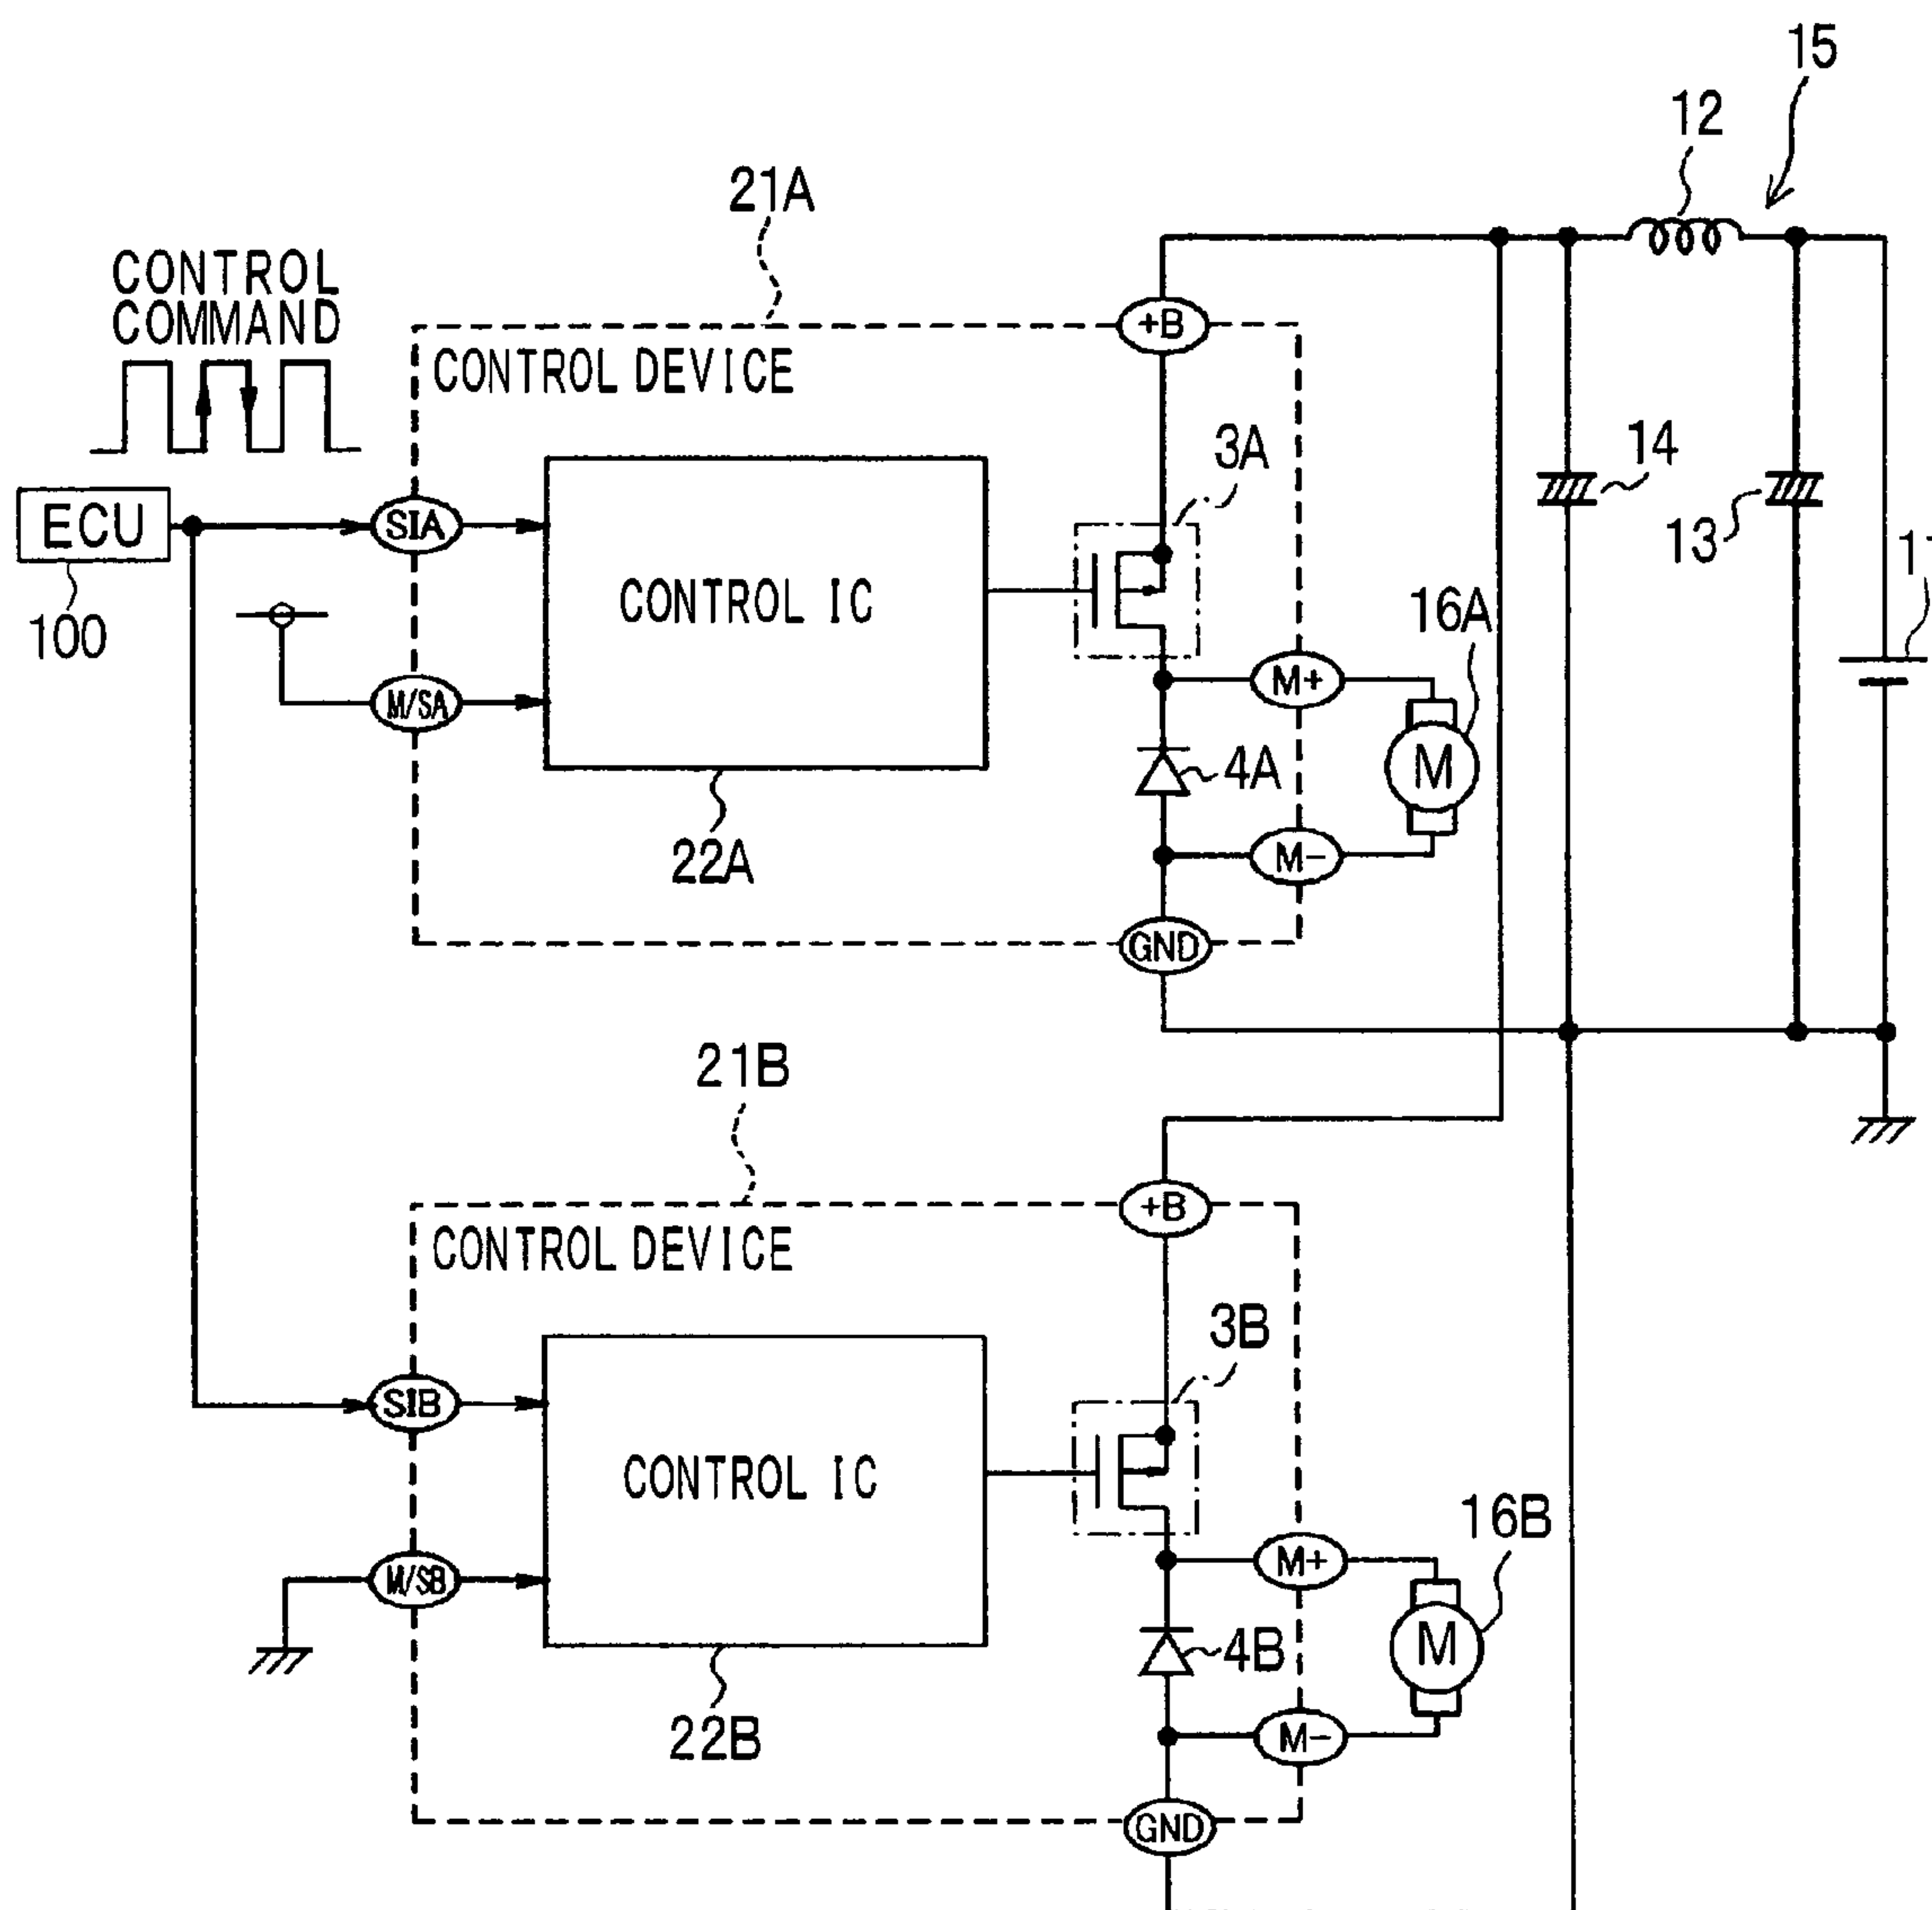 15
12
21A
CONTROL
COMMAND
+B
CONTROL DEVICE
3A
14
13
ECU
SIA
CONTROL IC
100
16A
M/SA
M+
4A
M
M-
22A
GND
21B
+B
CONTROL DEVICE
3B
SIB
CONTROL IC
16B
M/SB
M+
4B
M
M-
22B
GND